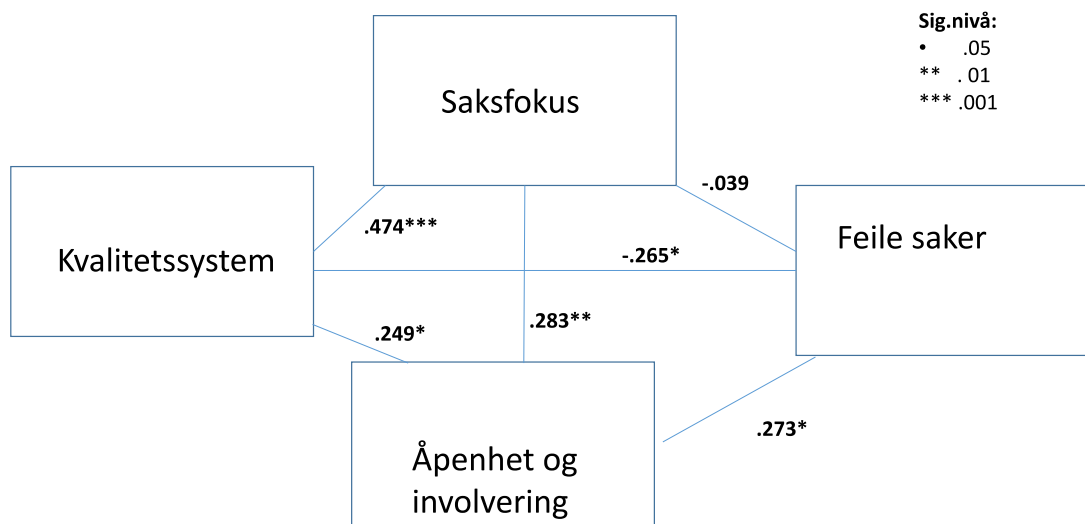 Sig.nivå:
• .05
** . 01
*** .001
Saksfokus
-.039
.474***
Feile saker
Kvalitetssystem
-.265*
.283**
.249*
.273*
Åpenhet og
involvering